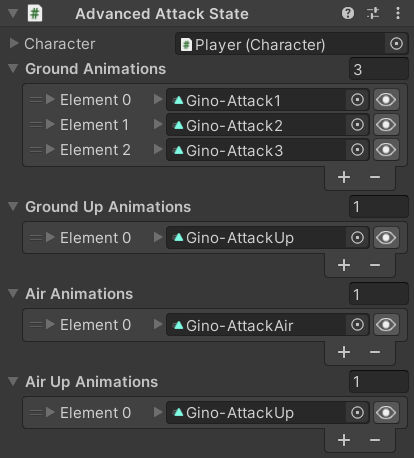 Advanced Attack State
Character Player (Character)
Ground Animations 3
Element 0 Gino-Attack1
Element 1 Gino-Attack2
Element 2 Gino-Attack3
Ground Up Animations 1
Element 0 Gino-AttackUp
Air Animations 1
Element 0 Gino-AttackAir
Air Up Animations 1
Element 0 Gino-AttackUp